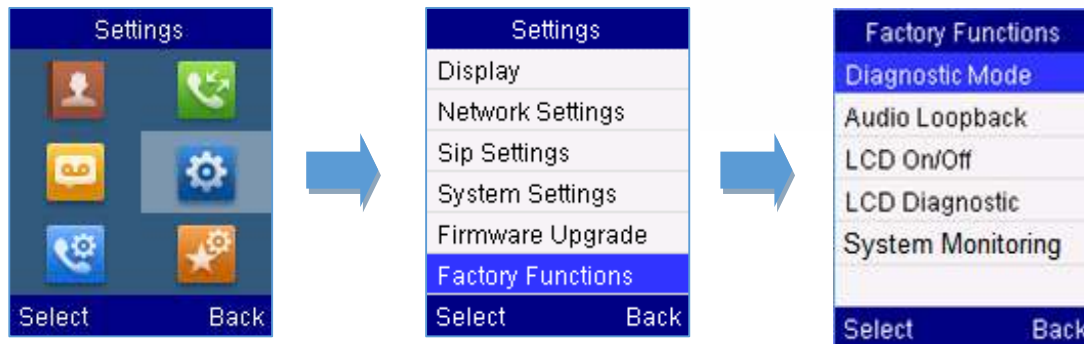 Settings
Select Back
Settings
Display
Network Settings
Sip Settings
System Settings
Firmware Upgrade
Factory Functions
Select Back
Factory Functions
Diagnostic Mode
Audio Loopback
LCD On/Off
LCD Diagnostic
System Monitoring
Select Back